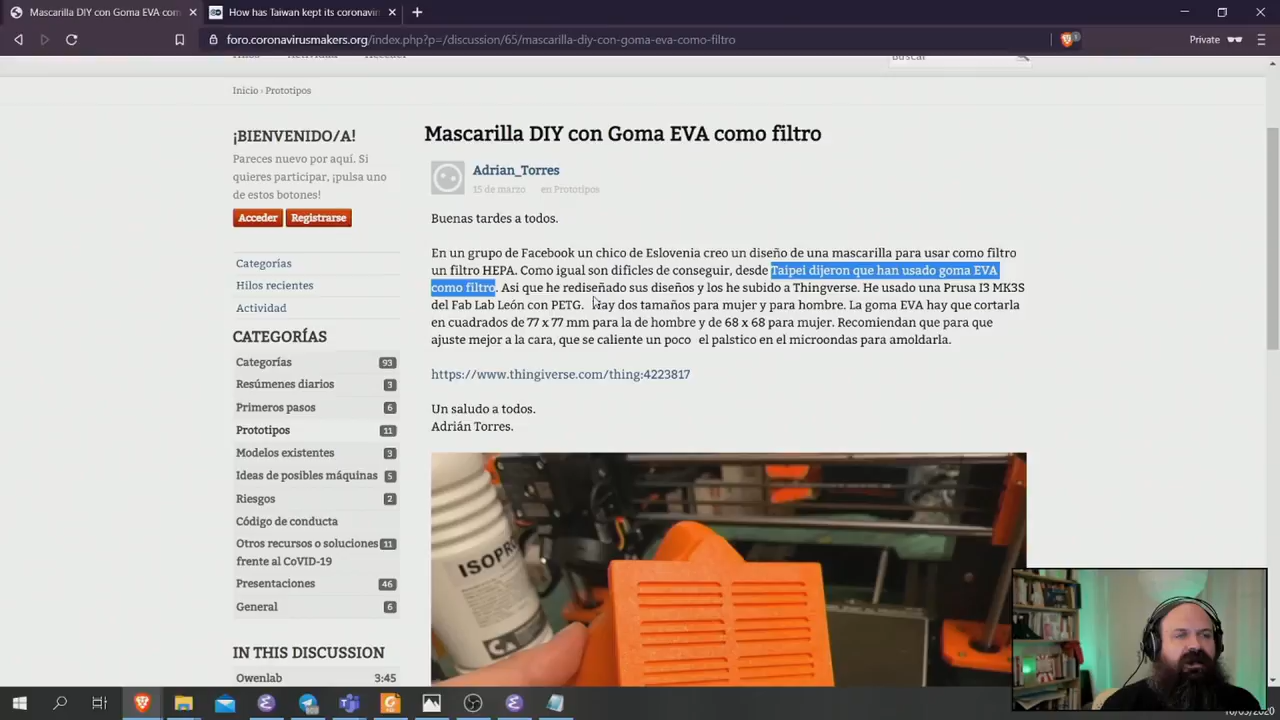 Mascarilla DIY con Goma EVA com
How has Taiwan kept its coronavir
foro.coronavirusmakers.org/index.php?p=/discussion/65/mascarilla-diy-con-goma-eva-como-filtro
Private
Buscar
Inicio › Prototipos
¡BIENVENIDO/A!
Pareces nuevo por aquí. Si
quieres participar, ¡pulsa uno
de estos botones!
Acceder
Registrarse
Categorías
Hilos recientes
Actividad
CATEGORÍAS
Categorías 93
Resúmenes diarios 3
Primeros pasos 6
Prototipos 11
Modelos existentes 3
Ideas de posibles máquinas 5
Riesgos 2
Código de conducta
Otros recursos o soluciones 11
frente al CoVID-19
Presentaciones 46
General 6
IN THIS DISCUSSION
Owenlab 3:45
Mascarilla DIY con Goma EVA como filtro
Adrian_Torres
15 de marzo en Prototipos
Buenas tardes a todos.
En un grupo de Facebook un chico de Eslovenia creo un diseño de una mascarilla para usar como filtro
un filtro HEPA. Como igual son difíciles de conseguir, desde Taipei dijeron que han usado goma EVA
como filtro. Asi que he rediseñado sus diseños y los he subido a Thingverse. He usado una Prusa I3 MK3S
del Fab Lab León con PETG. Hay dos tamaños para mujer y para hombre. La goma EVA hay que cortarla
en cuadrados de 77 x 77 mm para la de hombre y de 68 x 68 para mujer. Recomiendan que para que
ajuste mejor a la cara, que se caliente un poco el palstico en el microondas para amoldarla.
https://www.thingiverse.com/thing:4223817
Un saludo a todos.
Adrián Torres.
ISOPR